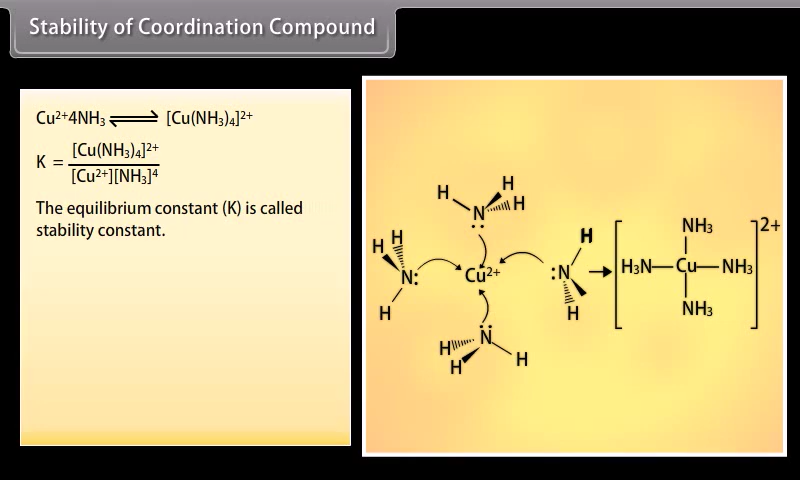 Stability of Coordination Compound
Cu²⁺4NH₃ ⇌ [Cu(NH₃)₄]²⁺
K = [Cu(NH₃)₄]²⁺
[Cu²⁺][NH₃]⁴
The equilibrium constant (K) is called
stability constant.
H
H
H
N
H
H
N:
H
Cu²⁺
H
:N
H
N
H
H
H
[
NH₃
]2+
H₃N—Cu—NH₃
NH₃